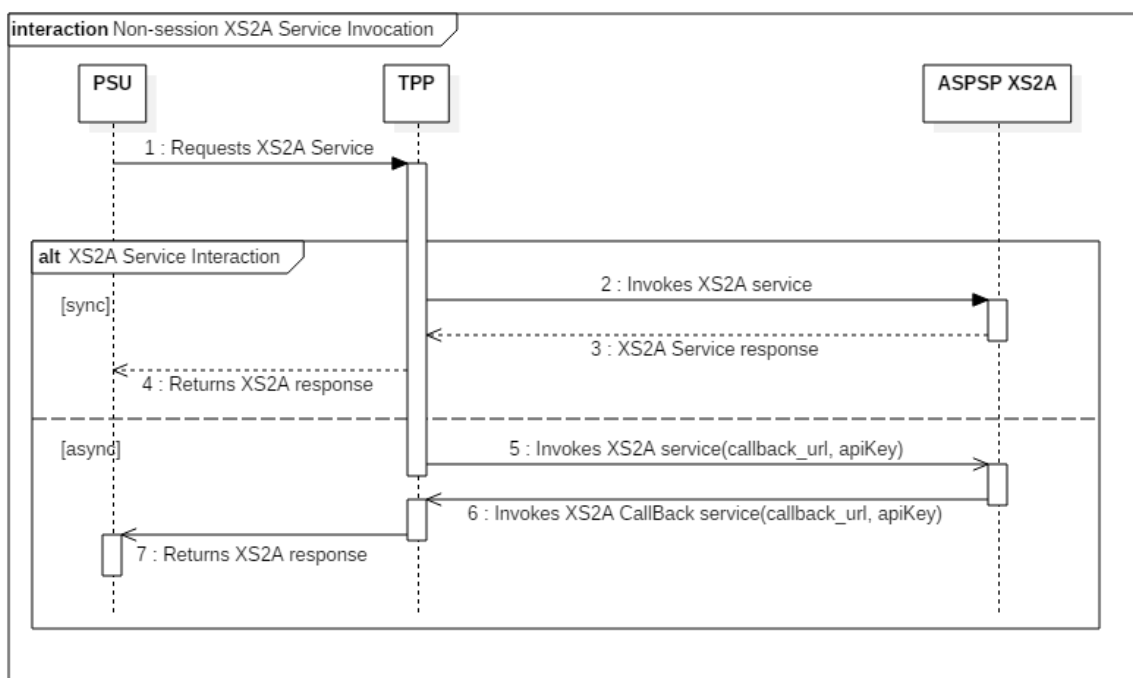 interaction Non-session XS2A Service Invocation
PSU
TPP
ASPSP XS2A
1 : Requests XS2A Service
alt XS2A Service Interaction
2 : Invokes XS2A service
[sync]
3 : XS2A Service response
4 : Returns XS2A response
[async]
5 : Invokes XS2A service(callback_url, apiKey)
6 : Invokes XS2A CallBack service(callback_url, apiKey)
7 : Returns XS2A response